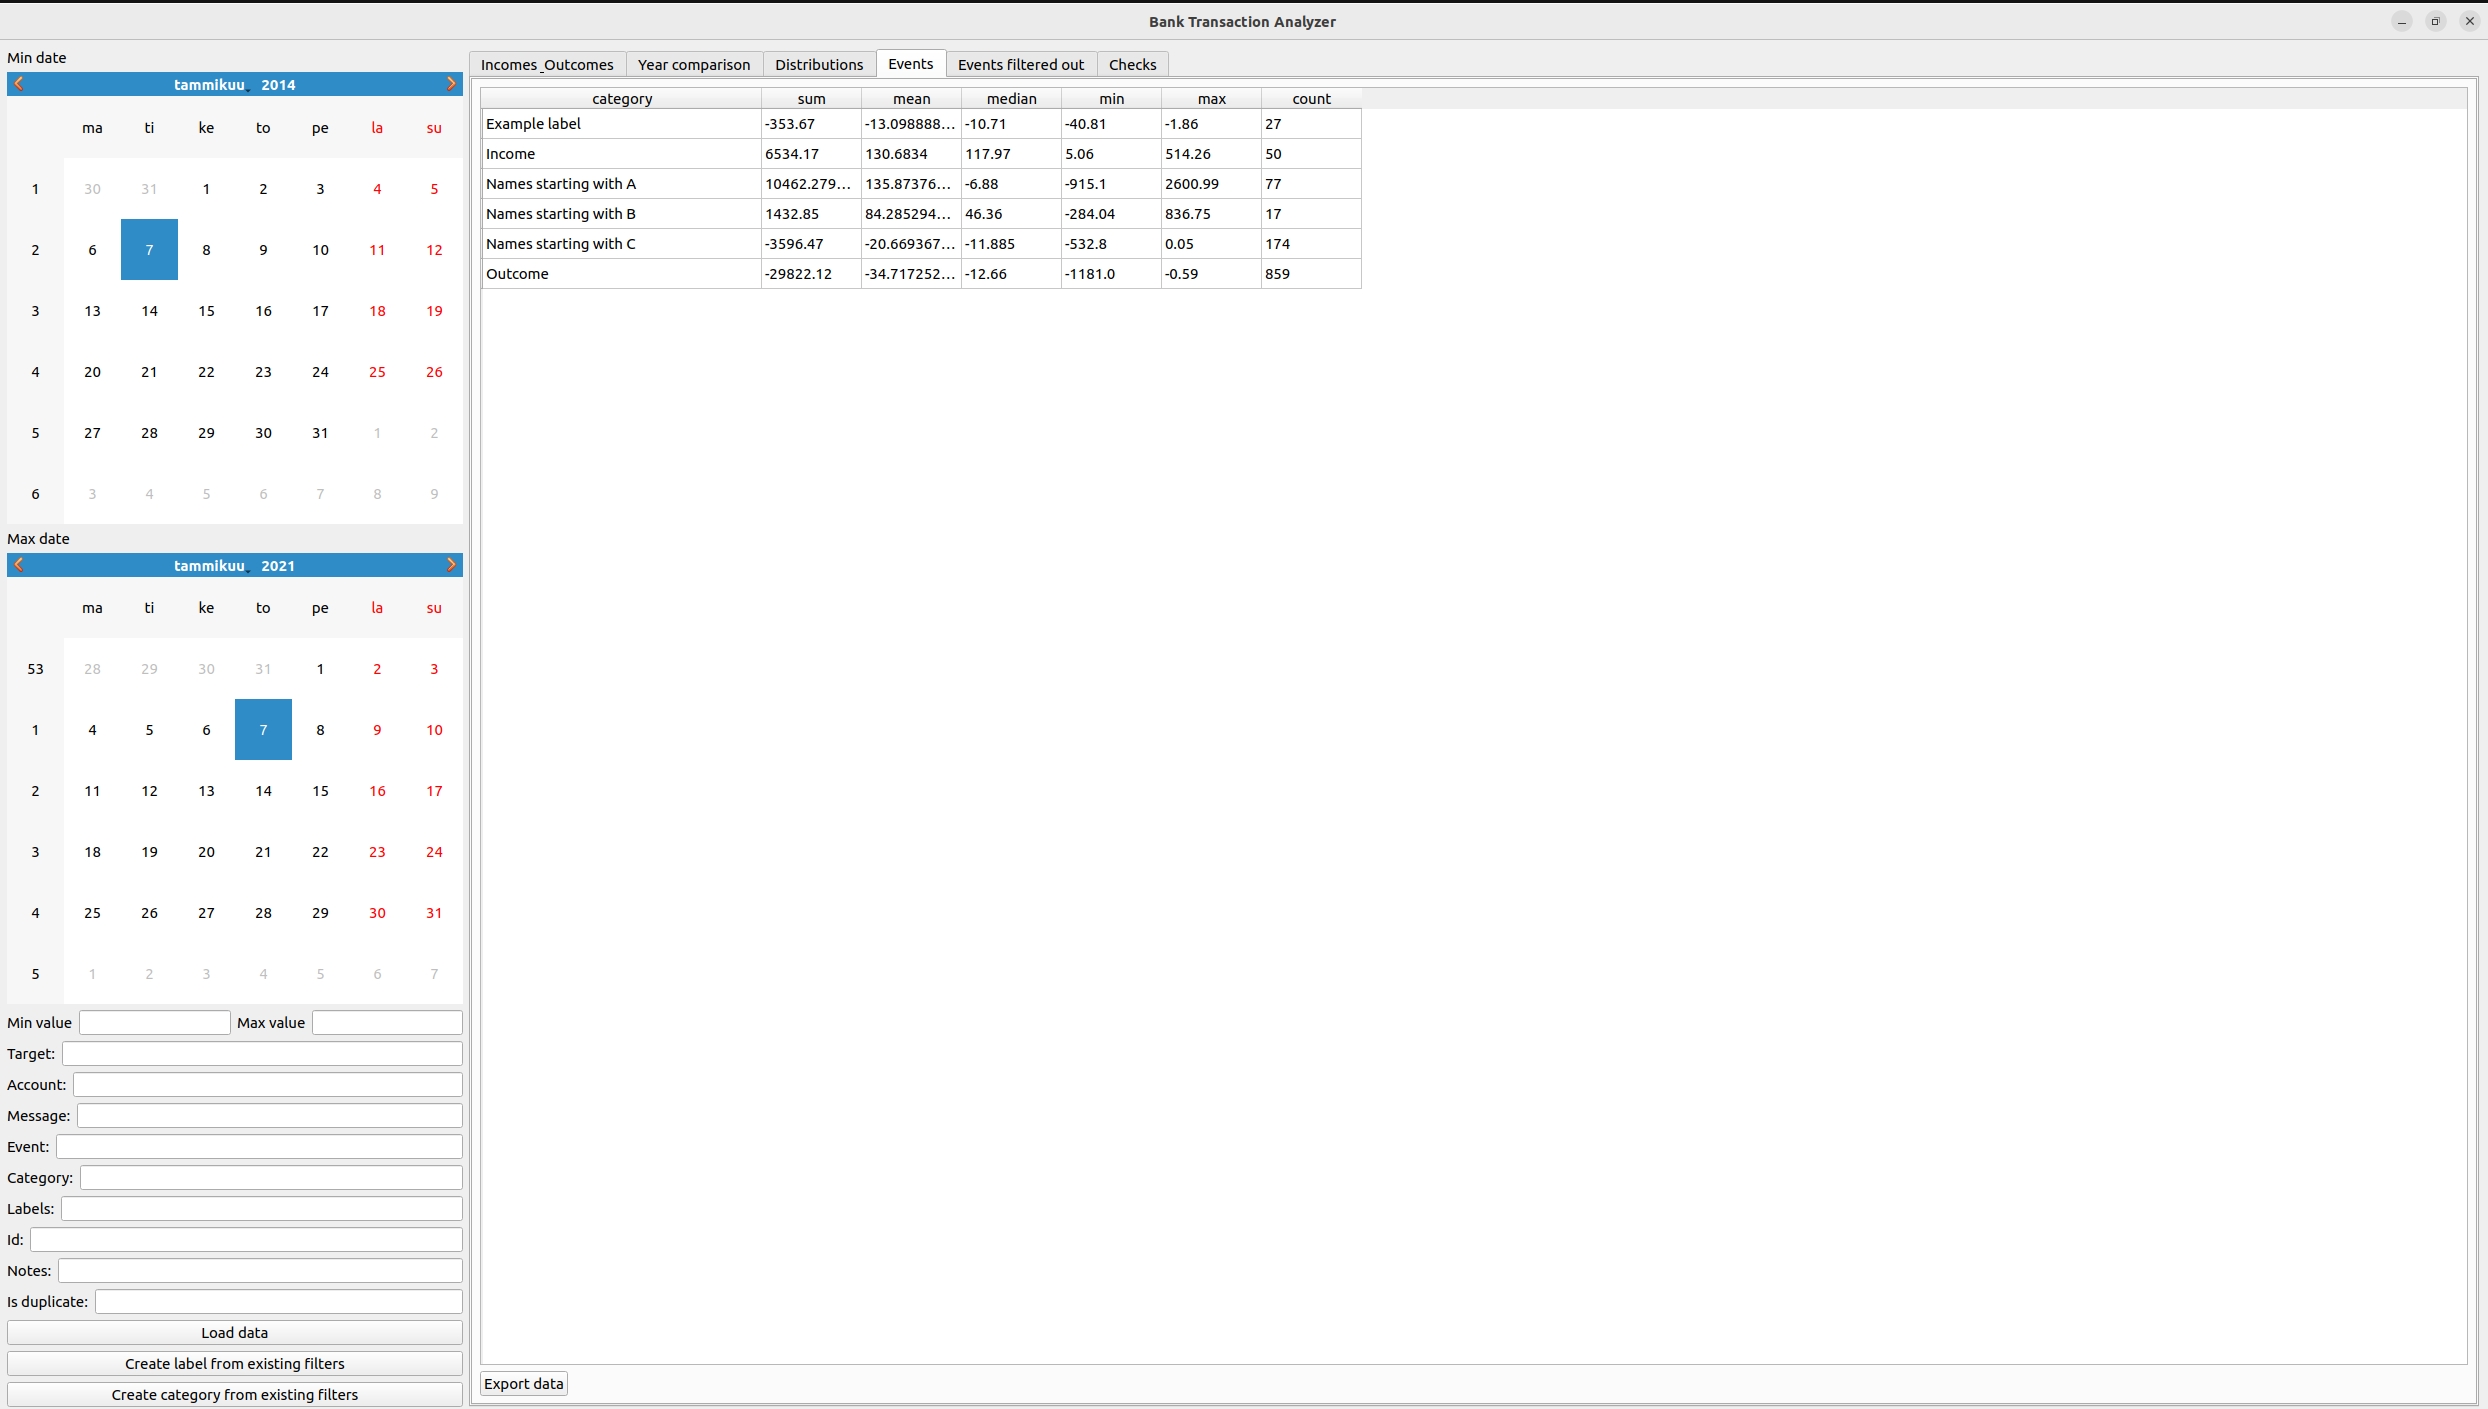 Bank Transaction Analyzer
Min date
tammikuu 2014
ma ti ke to pe la su
1 30 31 1 2 3 4 5
2 6 7 8 9 10 11 12
3 13 14 15 16 17 18 19
4 20 21 22 23 24 25 26
5 27 28 29 30 31 1 2
6 3 4 5 6 7 8 9
Max date
tammikuu 2021
ma ti ke to pe la su
53 28 29 30 31 1 2 3
1 4 5 6 7 8 9 10
2 11 12 13 14 15 16 17
3 18 19 20 21 22 23 24
4 25 26 27 28 29 30 31
5 1 2 3 4 5 6 7
Min value Max value
Target:
Account:
Message:
Event:
Category:
Labels:
Id:
Notes:
Is duplicate:
Load data
Create label from existing filters
Create category from existing filters
Incomes_Outcomes Year comparison Distributions Events Events filtered out Checks
category sum mean median min max count
Example label -353.67 -13.098888... -10.71 -40.81 -1.86 27
Income 6534.17 130.6834 117.97 5.06 514.26 50
Names starting with A 10462.279... 135.87376... -6.88 -915.1 2600.99 77
Names starting with B 1432.85 84.285294... 46.36 -284.04 836.75 17
Names starting with C -3596.47 -20.669367... -11.885 -532.8 0.05 174
Outcome -29822.12 -34.717252... -12.66 -1181.0 -0.59 859
Export data